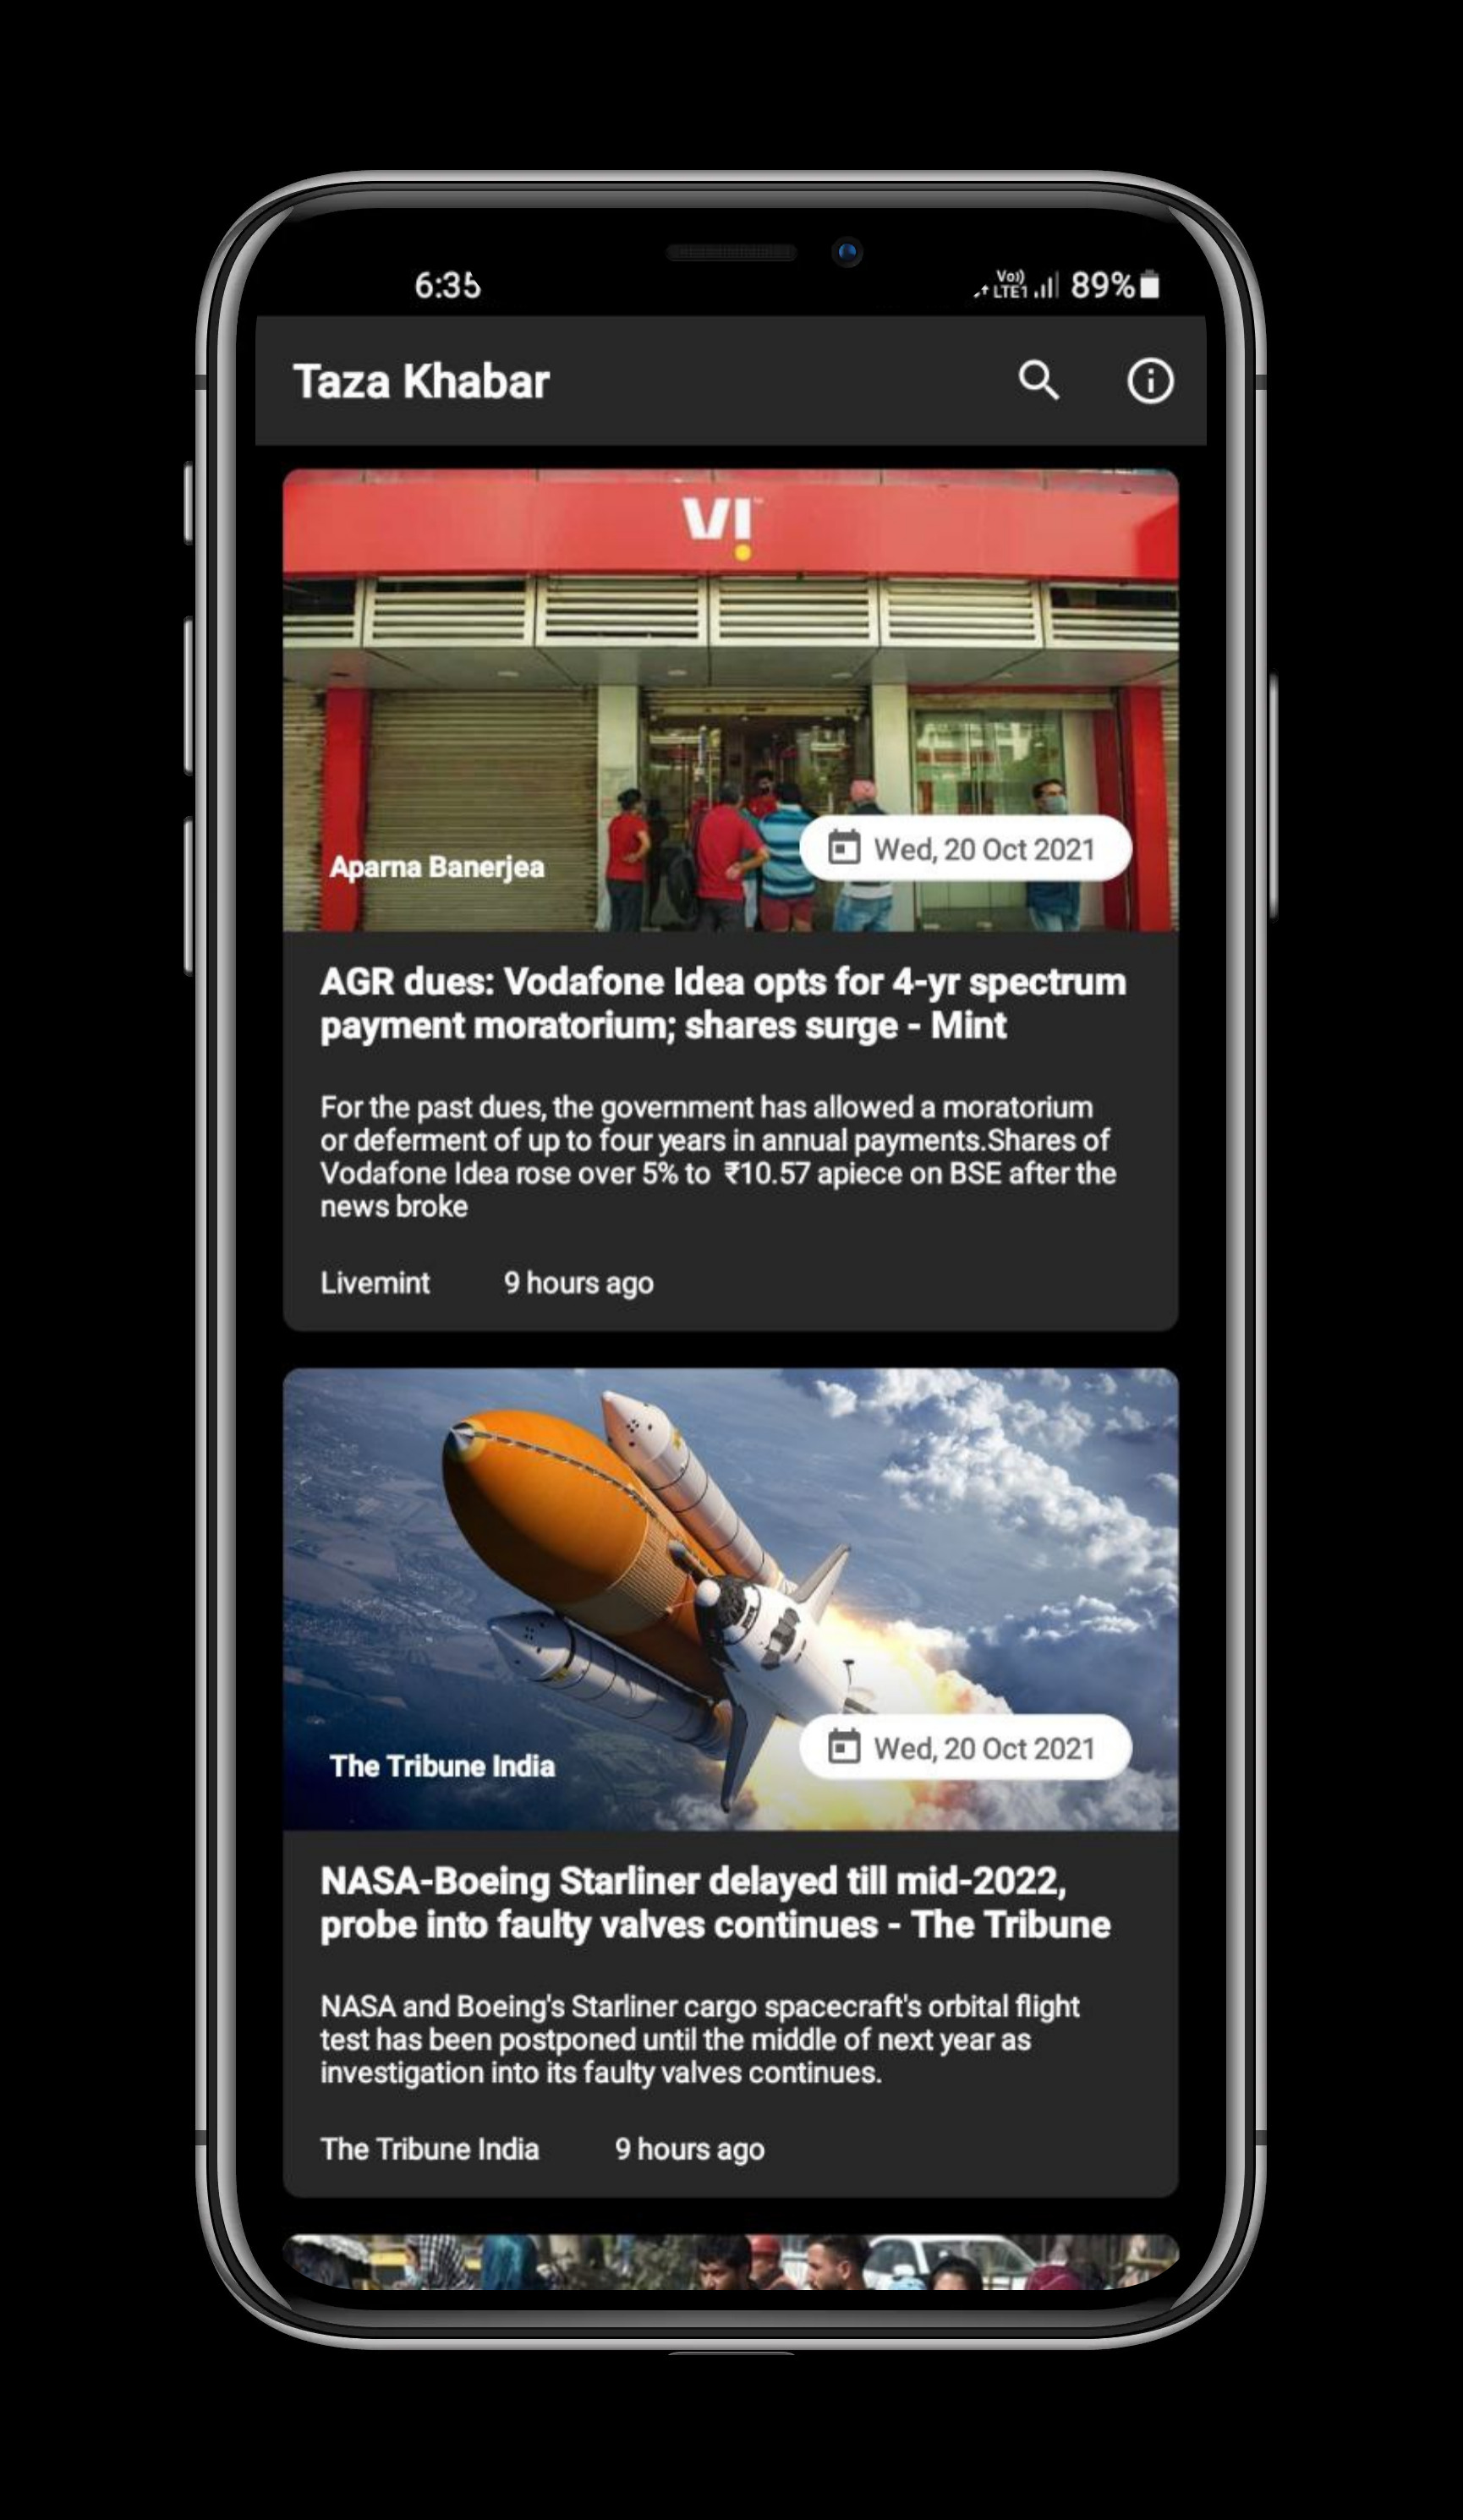 6:35
Vo)) LTE1 89%
Taza Khabar
VI
Aparna Banerjea
Wed, 20 Oct 2021
AGR dues: Vodafone Idea opts for 4-yr spectrum
payment moratorium; shares surge - Mint
For the past dues, the government has allowed a moratorium
or deferment of up to four years in annual payments.Shares of
Vodafone Idea rose over 5% to  ₹10.57 apiece on BSE after the
news broke
Livemint 9 hours ago
The Tribune India
Wed, 20 Oct 2021
NASA-Boeing Starliner delayed till mid-2022,
probe into faulty valves continues - The Tribune
NASA and Boeing's Starliner cargo spacecraft's orbital flight
test has been postponed until the middle of next year as
investigation into its faulty valves continues.
The Tribune India 9 hours ago